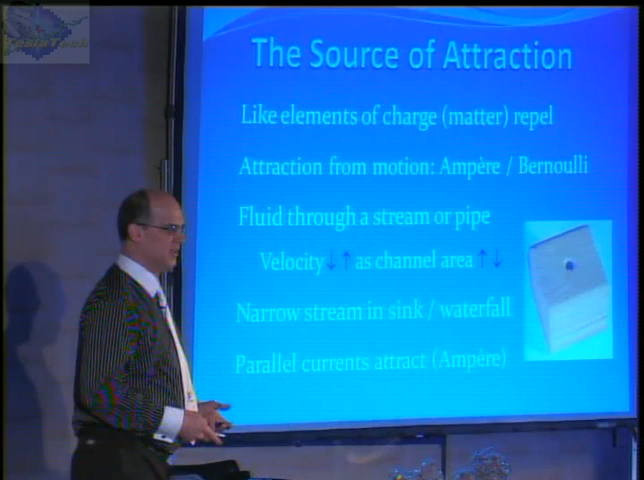 TeslaTech
The Source of Attraction
Like elements of charge (matter) repel
Attraction from motion: Ampère / Bernoulli
Fluid through a stream or pipe
Velocity ↓↑ as channel area ↑↓
Narrow stream in sink / waterfall
Parallel currents attract (Ampère)